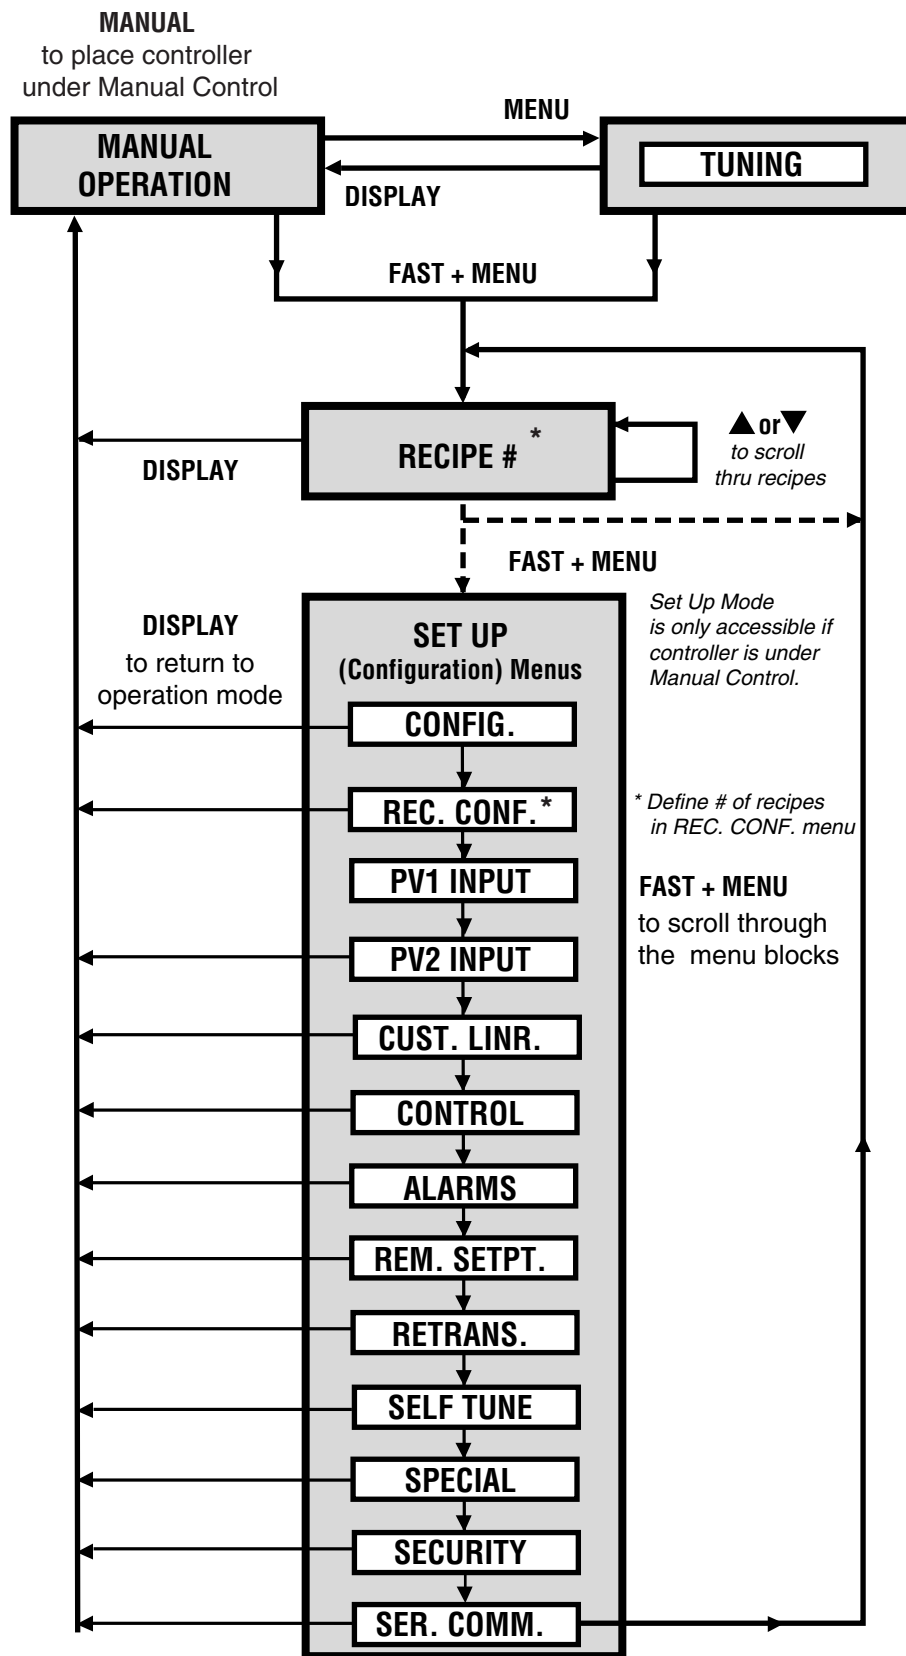 MANUAL
to place controller
under Manual Control
MENU
MANUAL
OPERATION
TUNING
DISPLAY
FAST + MENU
RECIPE # *
▲ or ▼
to scroll
thru recipes
DISPLAY
FAST + MENU
Set Up Mode
is only accessible if
controller is under
Manual Control.
DISPLAY
to return to
operation mode
SET UP
(Configuration) Menus
CONFIG.
REC. CONF. *
* Define # of recipes
in REC. CONF. menu
PV1 INPUT
FAST + MENU
to scroll through
the menu blocks
PV2 INPUT
CUST. LINR.
CONTROL
ALARMS
REM. SETPT.
RETRANS.
SELF TUNE
SPECIAL
SECURITY
SER. COMM.